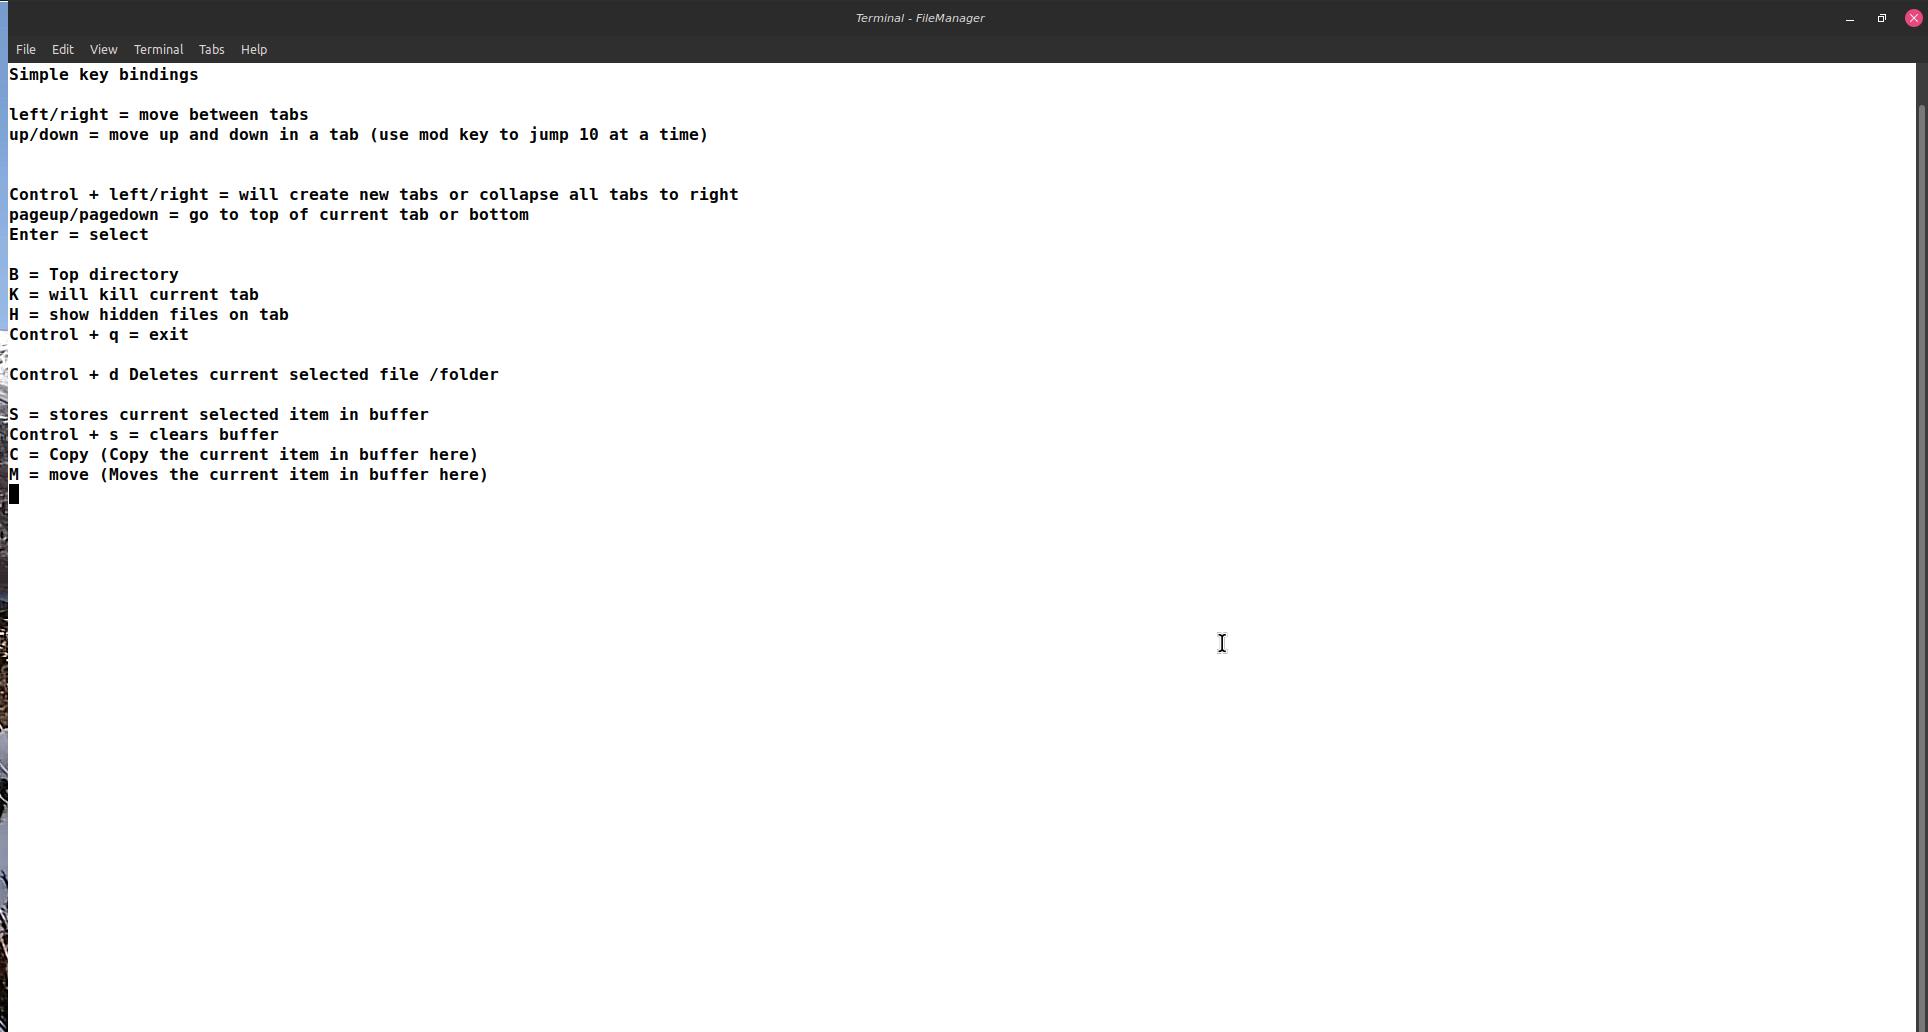 Terminal - FileManager
File Edit View Terminal Tabs Help
Simple key bindings
left/right = move between tabs
up/down = move up and down in a tab (use mod key to jump 10 at a time)
Control + left/right = will create new tabs or collapse all tabs to right
pageup/pagedown = go to top of current tab or bottom
Enter = select
B = Top directory
K = will kill current tab
H = show hidden files on tab
Control + q = exit
Control + d Deletes current selected file /folder
S = stores current selected item in buffer
Control + s = clears buffer
C = Copy (Copy the current item in buffer here)
M = move (Moves the current item in buffer here)